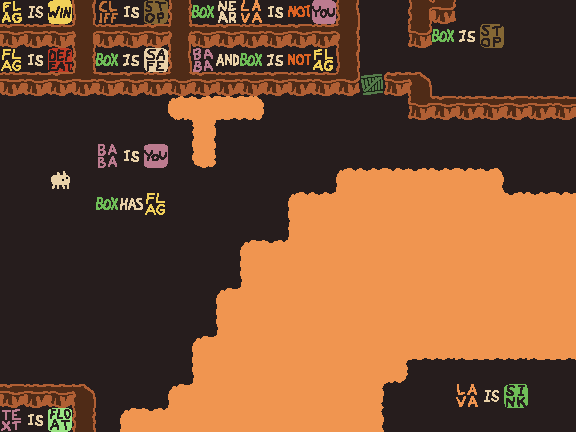 FLAG IS WIN
CLIFF IS STOP
BOX NEAR LAVA IS NOT YOU
BOX IS STOP
FLAG IS DEFEAT
BOX IS SAFE
BABA AND BOX IS NOT FLAG
BABA IS YOU
BOX HAS FLAG
LAVA IS SINK
TEXT IS FLOAT